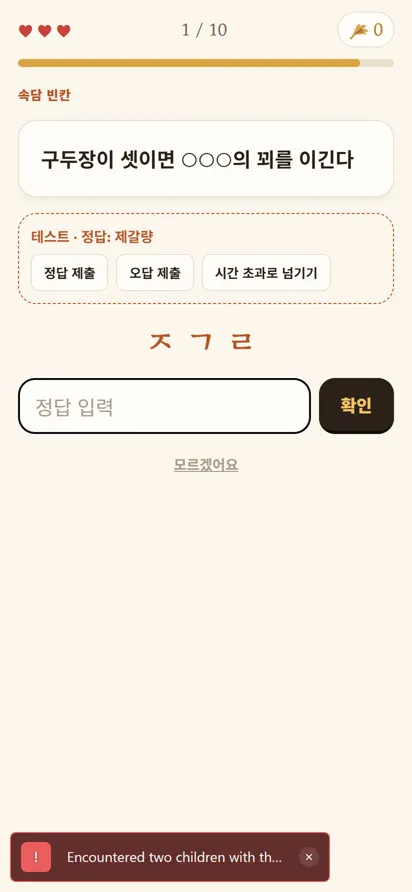 1 / 10
0
속담 빈칸
구두장이 셋이면 ○○○의 꾀를 이긴다
테스트 · 정답: 제갈량
정답 제출
오답 제출
시간 초과로 넘기기
ㅈ ㄱ ㄹ
정답 입력
확인
모르겠어요
! Encountered two children with th... ×